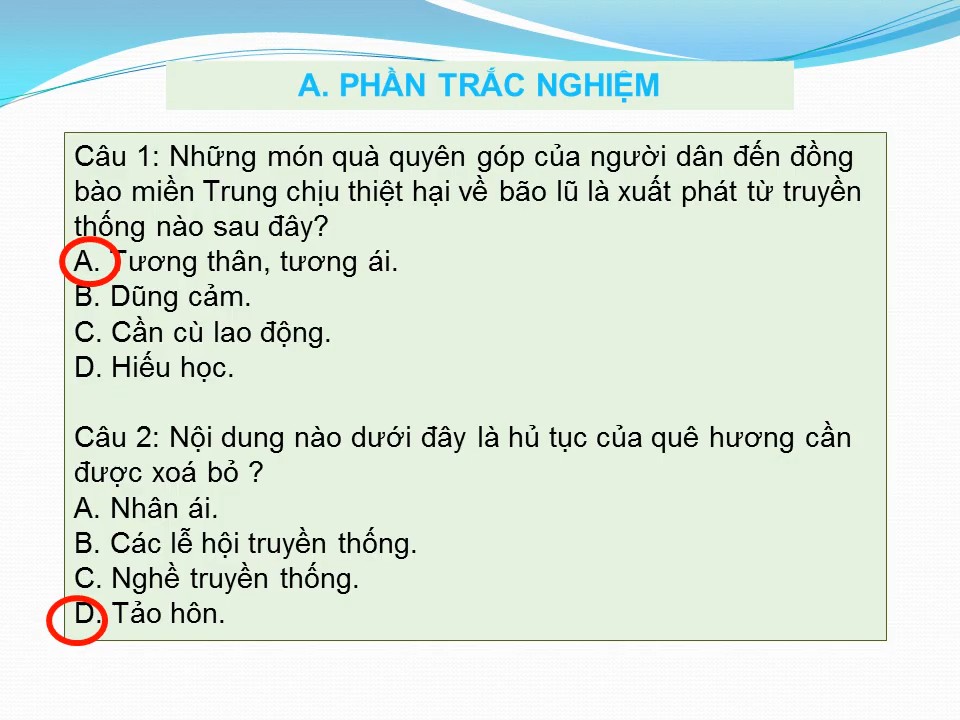 A. PHẦN TRẮC NGHIỆM
Câu 1: Những món quà quyên góp của người dân đến đồng
bào miền Trung chịu thiệt hại về bão lũ là xuất phát từ truyền
thống nào sau đây?
A. Tương thân, tương ái.
B. Dũng cảm.
C. Cần cù lao động.
D. Hiếu học.
Câu 2: Nội dung nào dưới đây là hủ tục của quê hương cần
được xoá bỏ ?
A. Nhân ái.
B. Các lễ hội truyền thống.
C. Nghề truyền thống.
D. Tảo hôn.